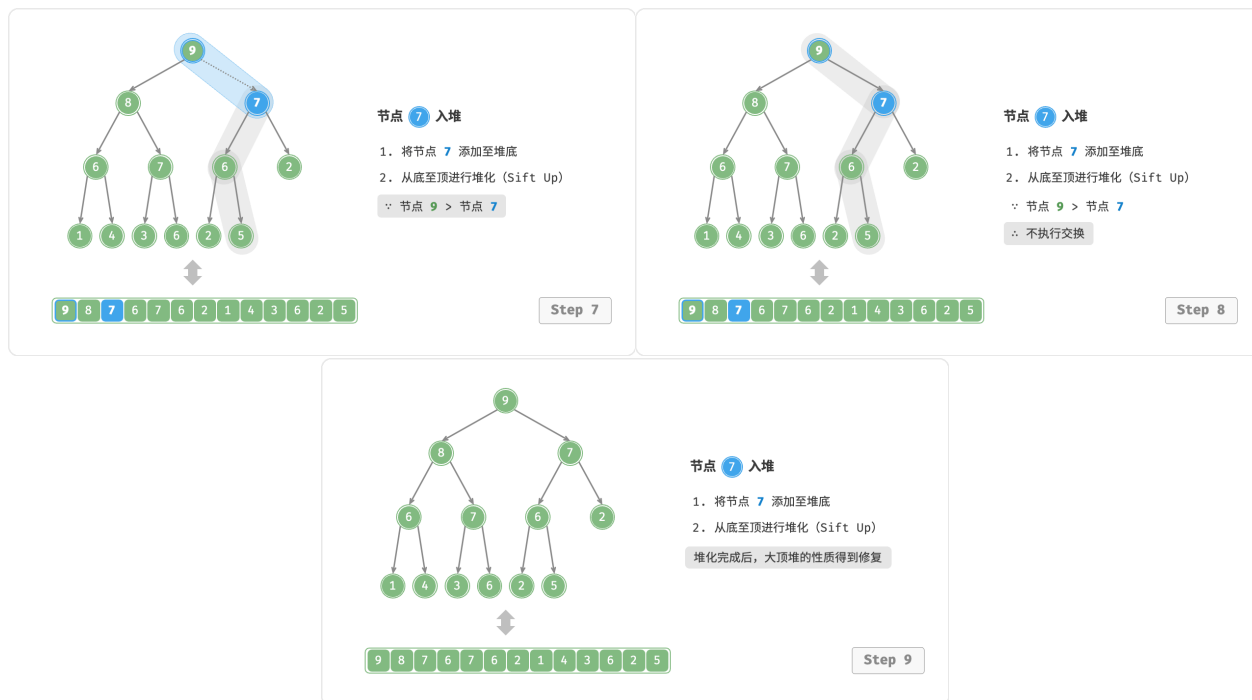 9
8 7
6 7 6 2
1 4 3 6 2 5
9 8 7 6 7 6 2 1 4 3 6 2 5
节点 7 入堆
1. 将节点 7 添加至堆底
2. 从底至顶进行堆化（Sift Up）
∵ 节点 9 > 节点 7
Step 7
9
8 7
6 7 6 2
1 4 3 6 2 5
9 8 7 6 7 6 2 1 4 3 6 2 5
节点 7 入堆
1. 将节点 7 添加至堆底
2. 从底至顶进行堆化（Sift Up）
∵ 节点 9 > 节点 7
∴ 不执行交换
Step 8
9
8 7
6 7 6 2
1 4 3 6 2 5
9 8 7 6 7 6 2 1 4 3 6 2 5
节点 7 入堆
1. 将节点 7 添加至堆底
2. 从底至顶进行堆化（Sift Up）
堆化完成后，大顶堆的性质得到修复
Step 9